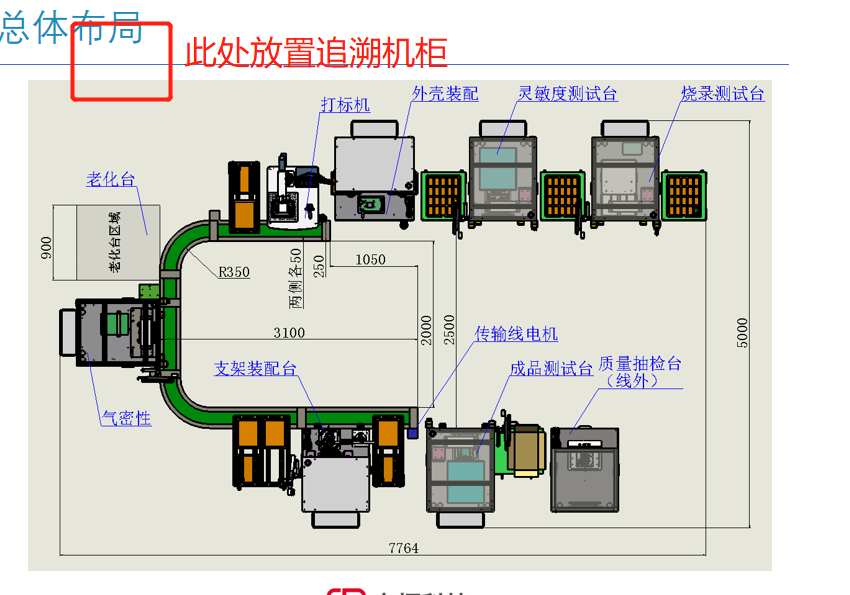 总体布局
此处放置追溯机柜
打标机
外壳装配
灵敏度测试台
烧录测试台
老化台
老化台区域
900
R350
两侧各50
250
1050
3100
2000
2500
5000
传输线电机
支架装配台
成品测试台
质量抽检台
(线外)
气密性
7764